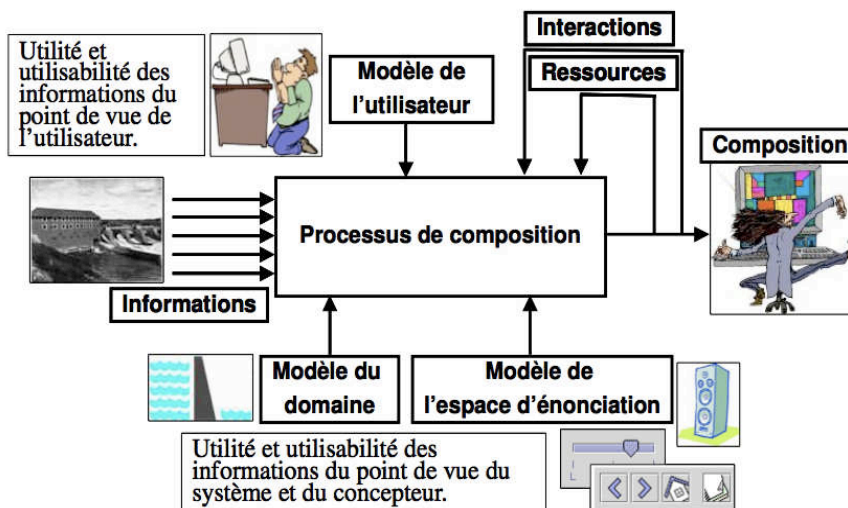 Utilité et
utilisabilité des
informations du
point de vue de
l'utilisateur.
Modèle de
l'utilisateur
Interactions
Ressources
Composition
Processus de composition
Informations
Modèle du
domaine
Modèle de
l'espace d'énonciation
Utilité et utilisabilité des
informations du point de vue du
système et du concepteur.